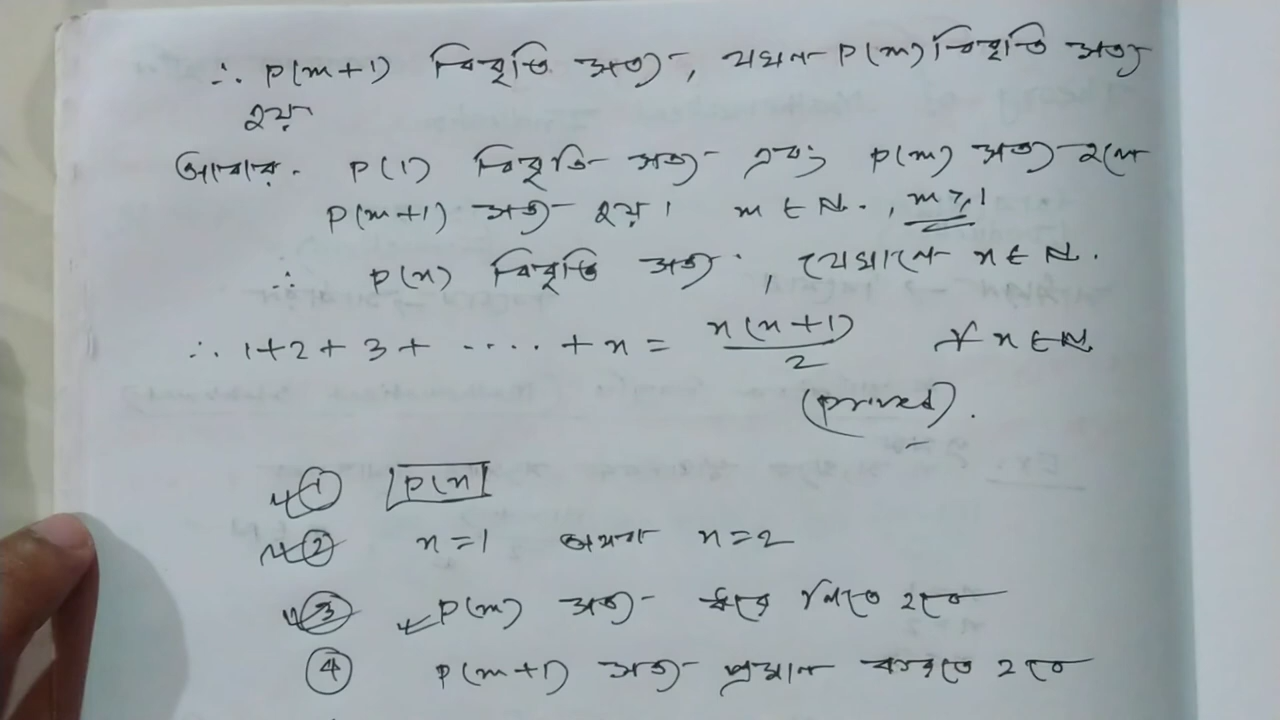 ∴ P(m+1) বিবৃতি সত্য, যখন P(m) বিবৃতি সত্য
হয়
আবার. P(1) বিবৃতি সত্য এবং P(m) সত্য হলে
P(m+1) সত্য হয়। m ∈ N., m ≥ 1
∴ P(n) বিবৃতি সত্য, যেখানে n ∈ N.
∴ 1+2+3+ ..... +n = n(n+1)/2 ∀ n ∈ N
(proved).
① P(n)
② n=1 অথবা n=2
③ P(m) সত্য ধরে নিতে হবে
④ P(m+1) সত্য প্রমান করতে হবে